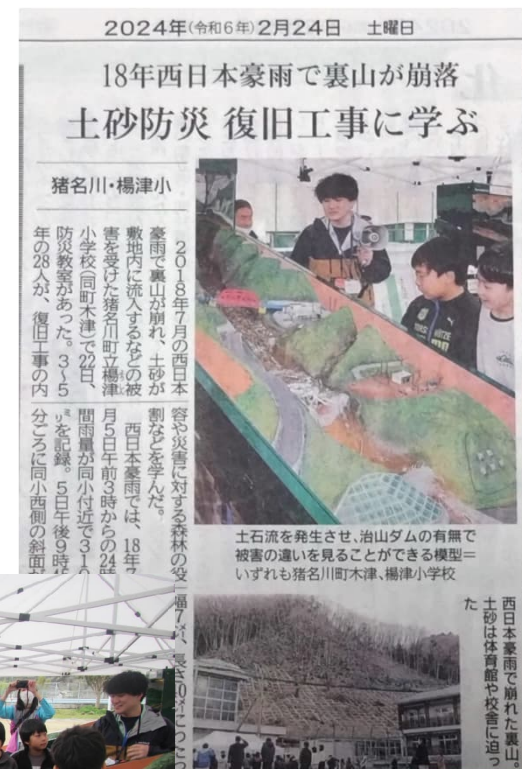 2024年(令和6年)2月24日 土曜日
18年西日本豪雨で裏山が崩落
土砂防災 復旧工事に学ぶ
猪名川・楊津小
2018年7月の西日本
豪雨で裏山が崩れ、土砂が
敷地内に流入するなどの被
害を受けた猪名川町立楊津
小学校(同町木津)で22日、
防災教室があった。3〜5
年の28人が、復旧工事の内
容や災害に対する森林の役
割などを学んだ。
西日本豪雨では、18年7
月5日午前3時からの24時
間雨量が同小付近で310
ミリを記録。5日午後9時
分ごろに同小西側の斜面が
土石流を発生させ、治山ダムの有無で
被害の違いを見ることができる模型=
いずれも猪名川町木津、楊津小学校
西日本豪雨で崩れた裏山。
土砂は体育館や校舎に迫っ
た